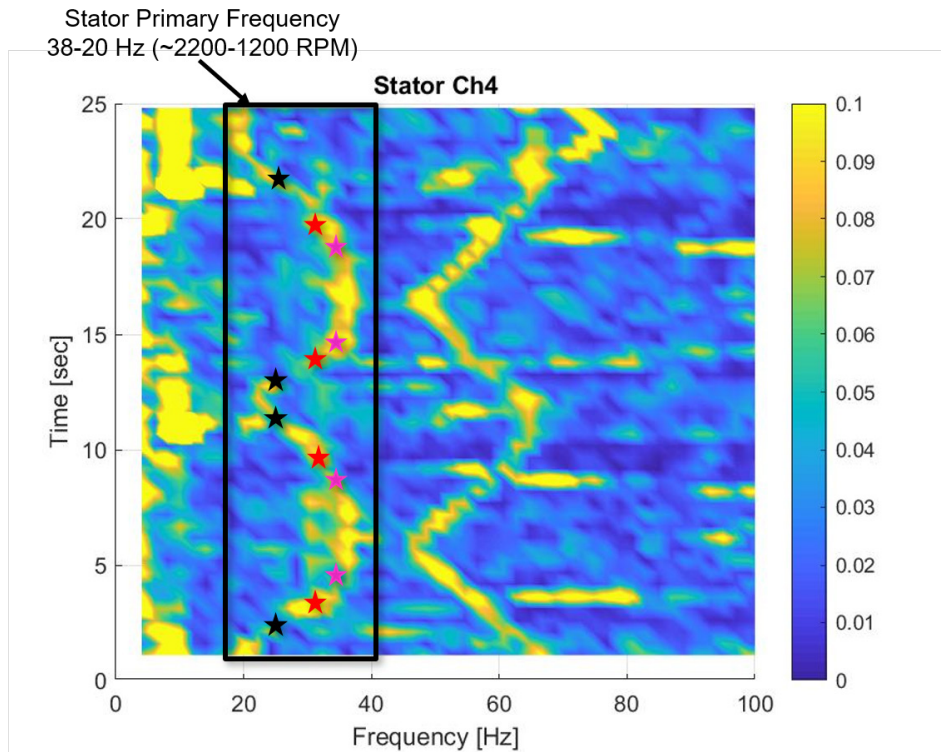 Stator Primary Frequency
38-20 Hz (~2200-1200 RPM)
Stator Ch4
25
20
15
10
5
0
Time [sec]
0 20 40 60 80 100
Frequency [Hz]
0.1
0.09
0.08
0.07
0.06
0.05
0.04
0.03
0.02
0.01
0